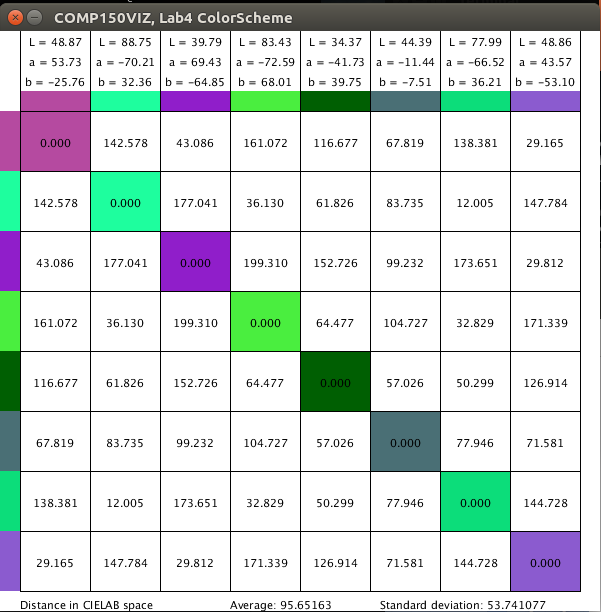 COMP150VIZ, Lab4 ColorScheme
L = 48.87 L = 88.75 L = 39.79 L = 83.43 L = 34.37 L = 44.39 L = 77.99 L = 48.86
a = 53.73 a = -70.21 a = 69.43 a = -72.59 a = -41.73 a = -11.44 a = -66.52 a = 43.57
b = -25.76 b = 32.36 b = -64.85 b = 68.01 b = 39.75 b = -7.51 b = 36.21 b = -53.10
0.000 142.578 43.086 161.072 116.677 67.819 138.381 29.165
142.578 0.000 177.041 36.130 61.826 83.735 12.005 147.784
43.086 177.041 0.000 199.310 152.726 99.232 173.651 29.812
161.072 36.130 199.310 0.000 64.477 104.727 32.829 171.339
116.677 61.826 152.726 64.477 0.000 57.026 50.299 126.914
67.819 83.735 99.232 104.727 57.026 0.000 77.946 71.581
138.381 12.005 173.651 32.829 50.299 77.946 0.000 144.728
29.165 147.784 29.812 171.339 126.914 71.581 144.728 0.000
Distance in CIELAB space Average: 95.65163 Standard deviation: 53.741077